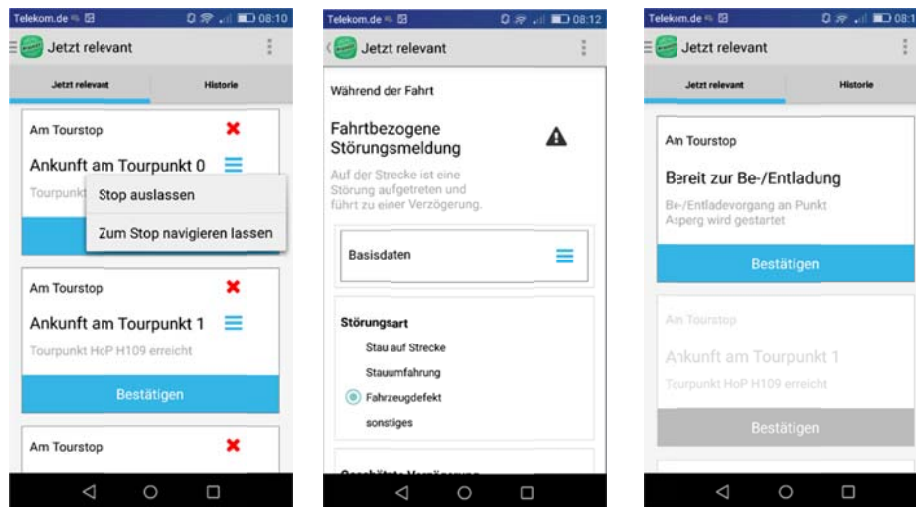 Telekom.de 08:10
Jetzt relevant
Jetzt relevant Historie
Am Tourstop
Ankunft am Tourpunkt 0
Tourpunkt
Stop auslassen
Zum Stop navigieren lassen
Am Tourstop
Ankunft am Tourpunkt 1
Tourpunkt HoP H109 erreicht
Bestätigen
Am Tourstop
Telekom.de 08:12
Jetzt relevant
Während der Fahrt
Fahrtbezogene
Störungsmeldung
Auf der Strecke ist eine
Störung aufgetreten und
führt zu einer Verzögerung.
Basisdaten
Störungsart
Stau auf Strecke
Stauumfahrung
Fahrzeugdefekt
sonstiges
Geschätzte Verzögerung
Telekom.de 08:1
Jetzt relevant
Jetzt relevant Historie
Am Tourstop
Bereit zur Be-/Entladung
Be-/Entladevorgang an Punkt
Asperg wird gestartet
Bestätigen
Am Tourstop
Ankunft am Tourpunkt 1
Tourpunkt HoP H109 erreicht
Bestätigen